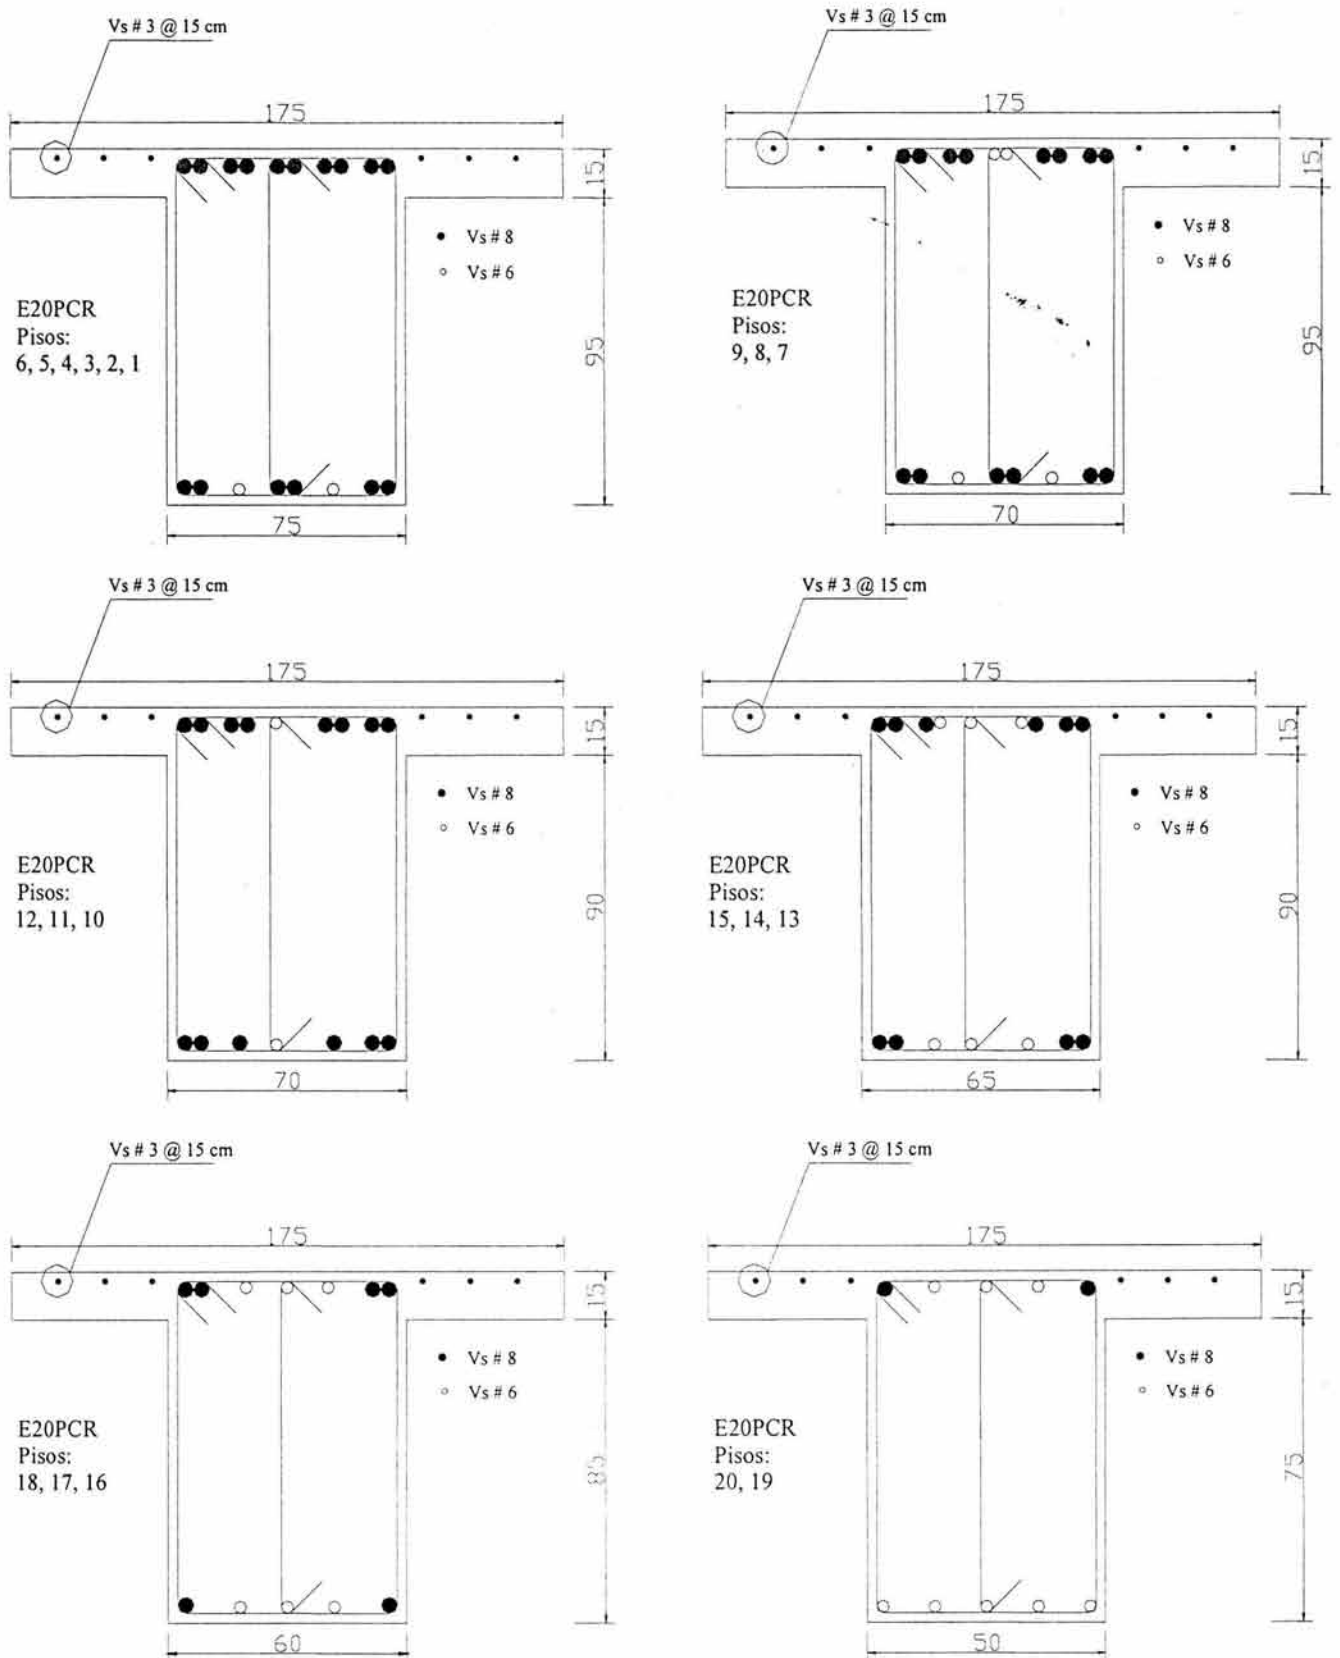 Vs # 3 @ 15 cm
175
15
Vs # 8
Vs # 6
E20PCR
Pisos:
6, 5, 4, 3, 2, 1
95
75
Vs # 3 @ 15 cm
175
15
Vs # 8
Vs # 6
E20PCR
Pisos:
9, 8, 7
95
70
Vs # 3 @ 15 cm
175
15
Vs # 8
Vs # 6
E20PCR
Pisos:
12, 11, 10
90
70
Vs # 3 @ 15 cm
175
15
Vs # 8
Vs # 6
E20PCR
Pisos:
15, 14, 13
90
65
Vs # 3 @ 15 cm
175
15
Vs # 8
Vs # 6
E20PCR
Pisos:
18, 17, 16
85
60
Vs # 3 @ 15 cm
175
15
Vs # 8
Vs # 6
E20PCR
Pisos:
20, 19
75
50